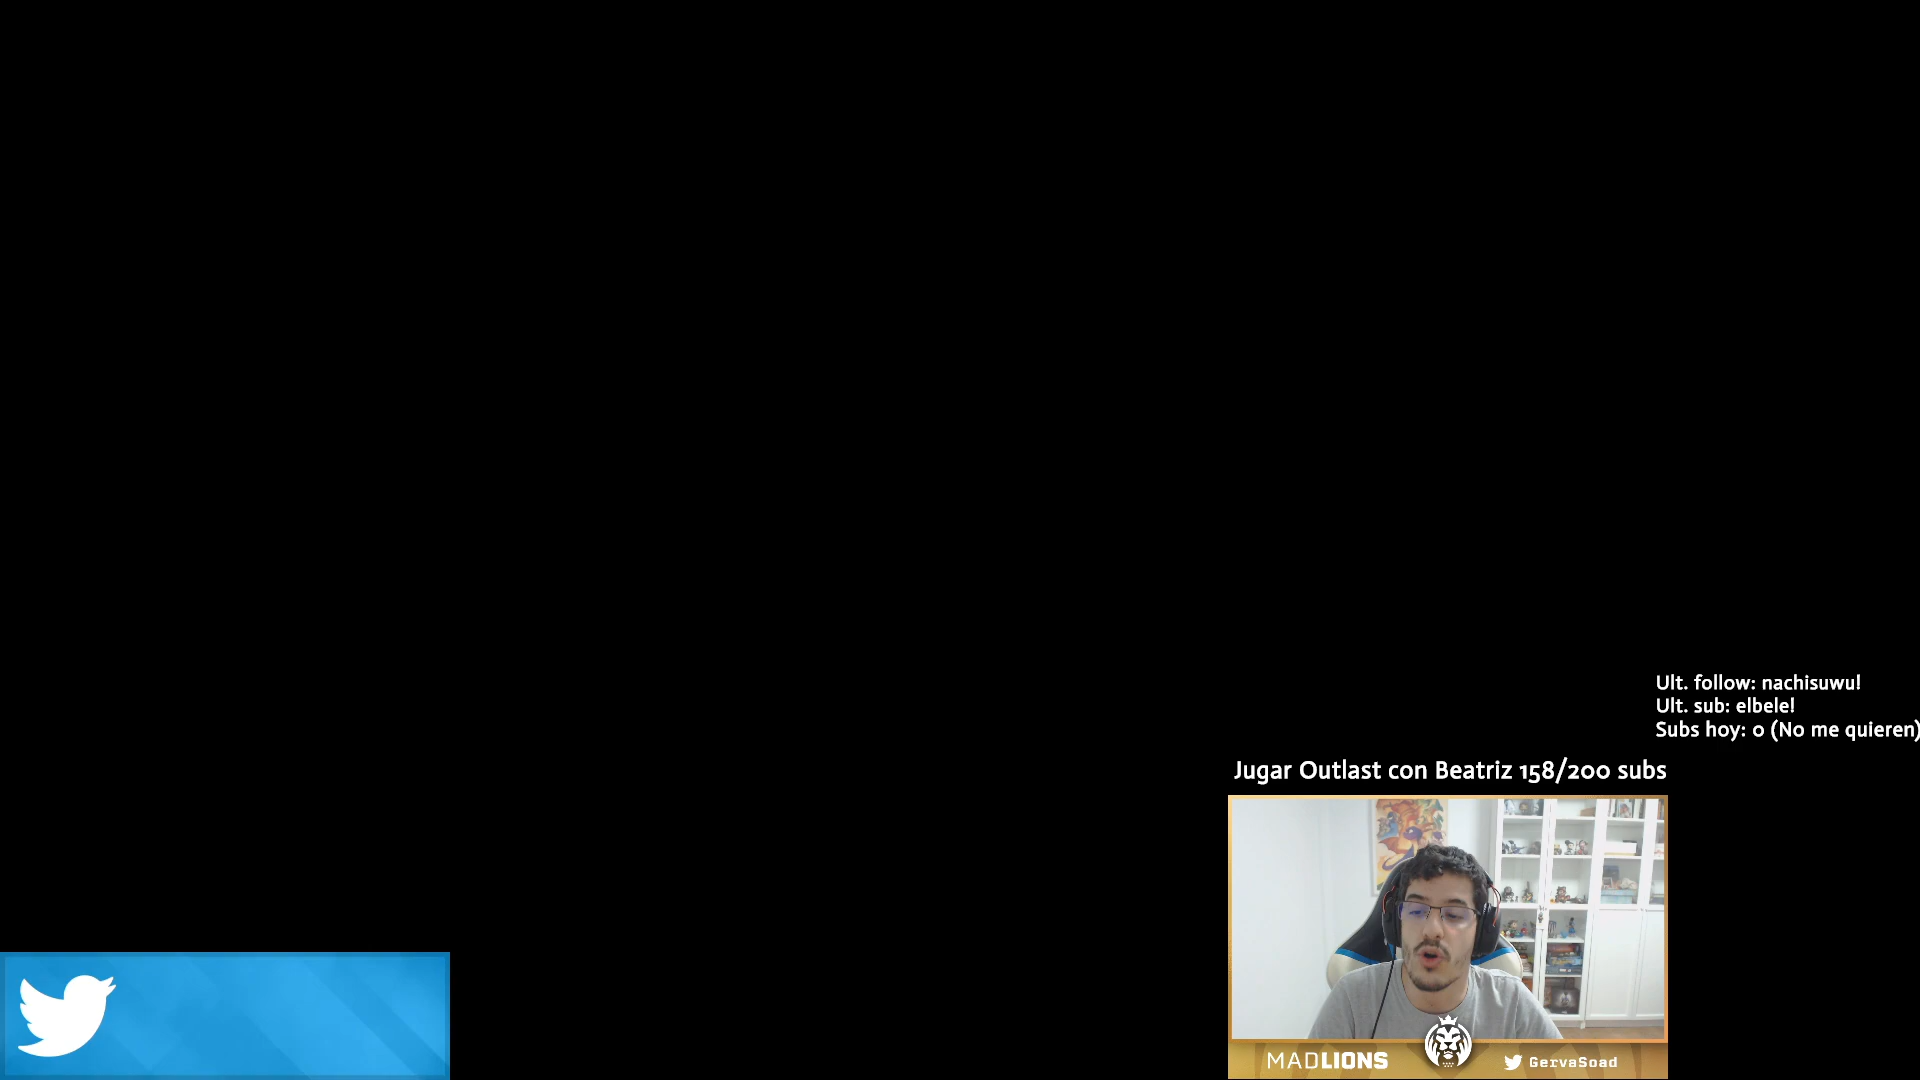 Ult. follow: nachisuwu!
Ult. sub: elbele!
Subs hoy: 0 (No me quieren)
Jugar Outlast con Beatriz 158/200 subs
MADLIONS
GervaSoad